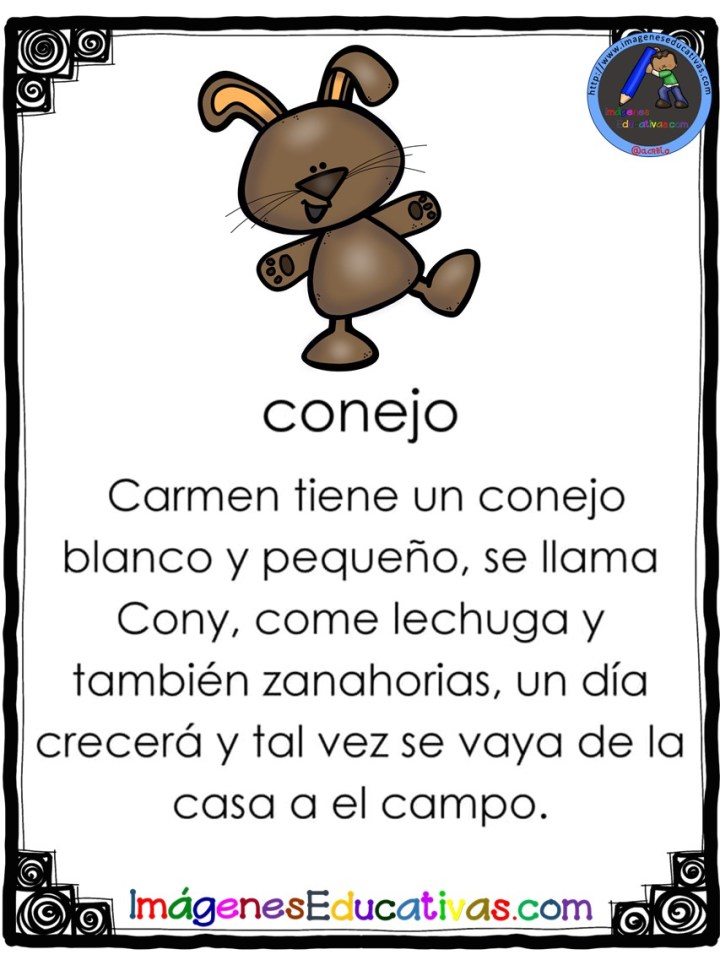 http://www.imageneseducativas.com
Imágenes
Educativas.com
conejo
Carmen tiene un conejo
blanco y pequeño, se llama
Cony, come lechuga y
también zanahorias, un día
crecerá y tal vez se vaya de la
casa a el campo.
ImágenesEducativas.com